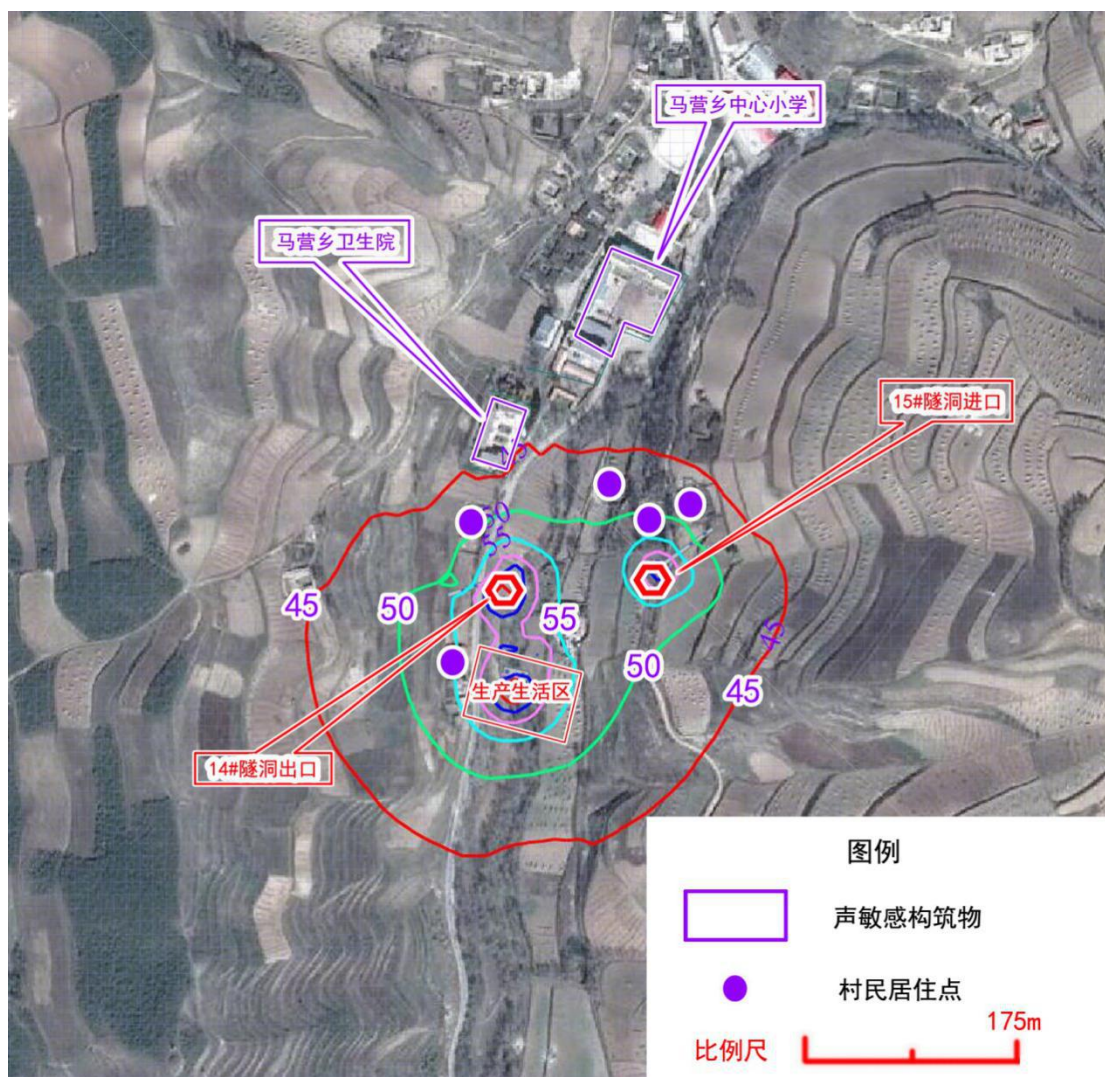 马营乡中心小学
马营乡卫生院
15#隧洞进口
50
55
45
50
55
45
50
45
生产生活区
14#隧洞出口
图例
声敏感构筑物
村民居住点
175m
比例尺